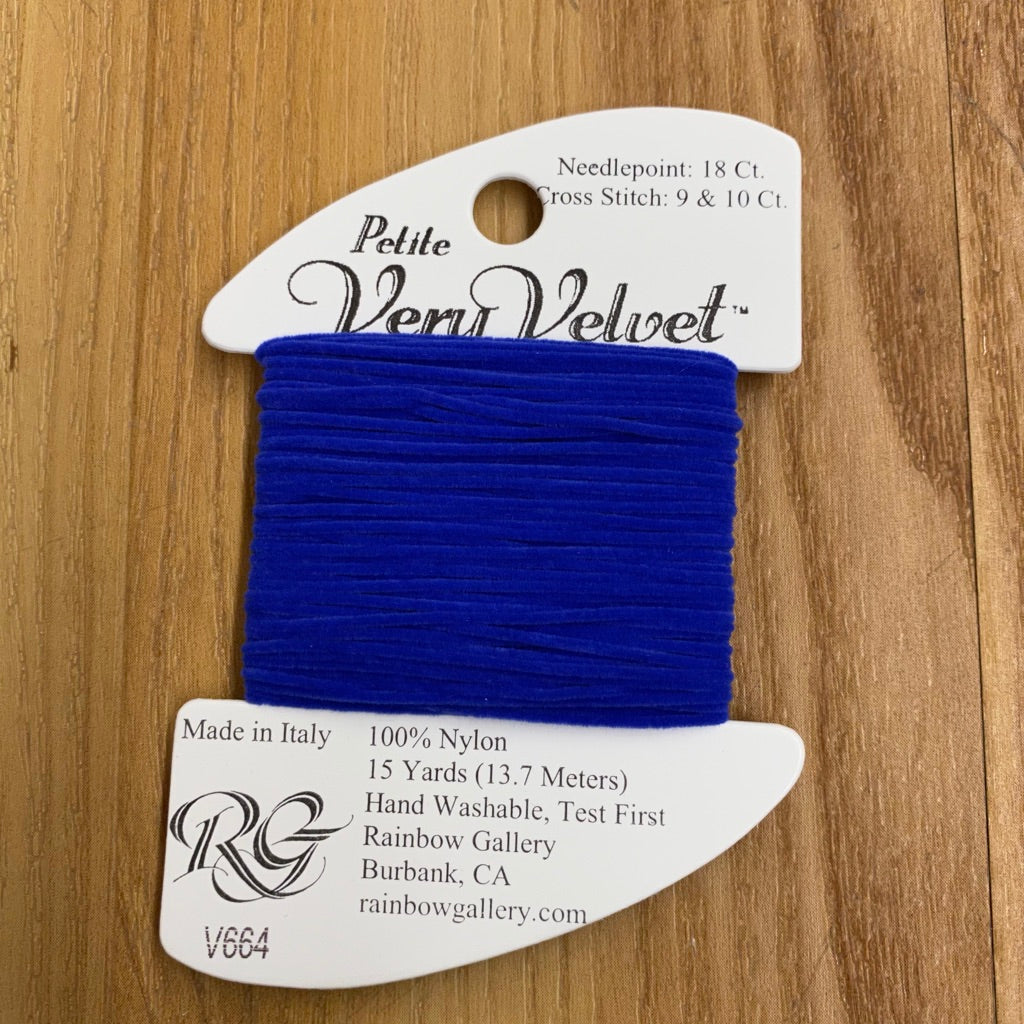 Needlepoint: 18 Ct.
Cross Stitch: 9 & 10 Ct.
Petite
Very Velvet™
Made in Italy
100% Nylon
15 Yards (13.7 Meters)
Hand Washable, Test First
Rainbow Gallery
Burbank, CA
rainbowgallery.com
RG
V664